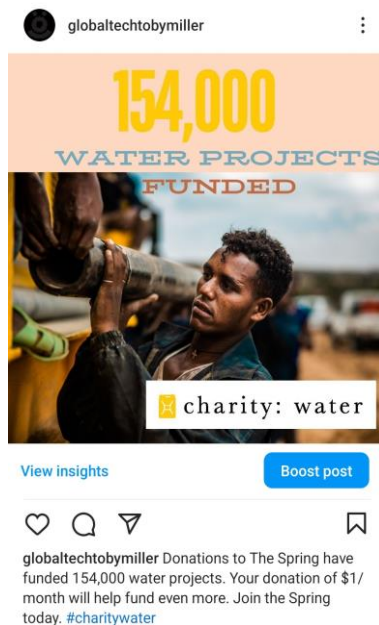 globaltechtobymiller
154,000
WATER PROJECTS
FUNDED
charity: water
View insights
Boost post
globaltechtobymiller Donations to The Spring have
funded 154,000 water projects. Your donation of $1/
month will help fund even more. Join the Spring
today. #charitywater